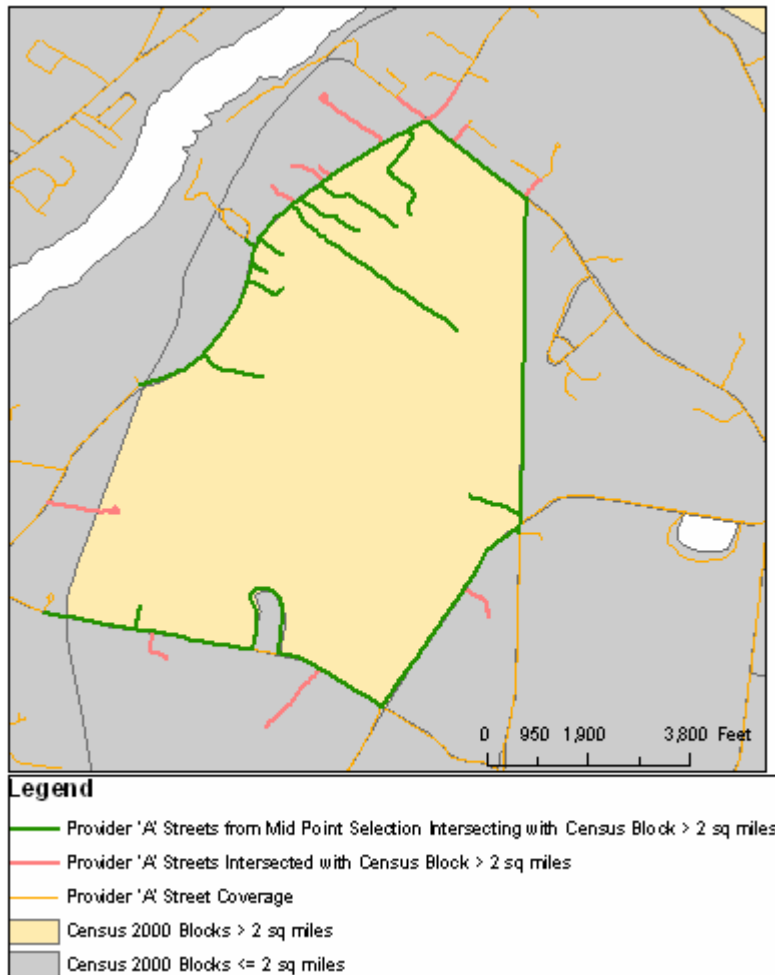 0 950 1,900 3,800 Feet
Legend
Provider 'A' Streets from Mid Point Selection Intersecting with Census Block > 2 sq miles
Provider 'A' Streets Intersected with Census Block > 2 sq miles
Provider 'A' Street Coverage
Census 2000 Blocks > 2 sq miles
Census 2000 Blocks <= 2 sq miles